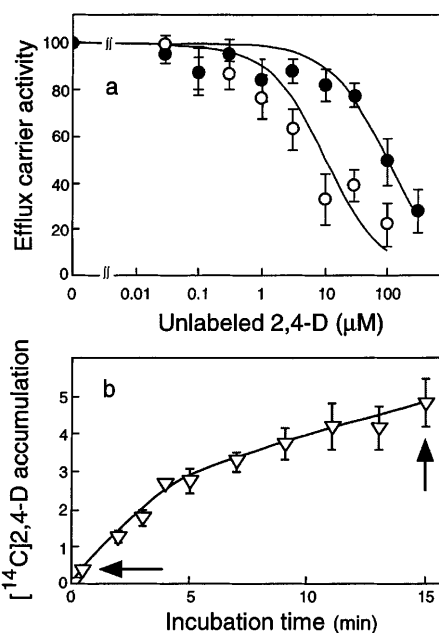 100
80
60
40
20
0
a
Efflux carrier activity
0 0.01 0.1 1 10 100
Unlabeled 2,4-D (μM)
5
4
3
2
1
0
b
[¹⁴C]2,4-D accumulation
0 5 10 15
Incubation time (min)